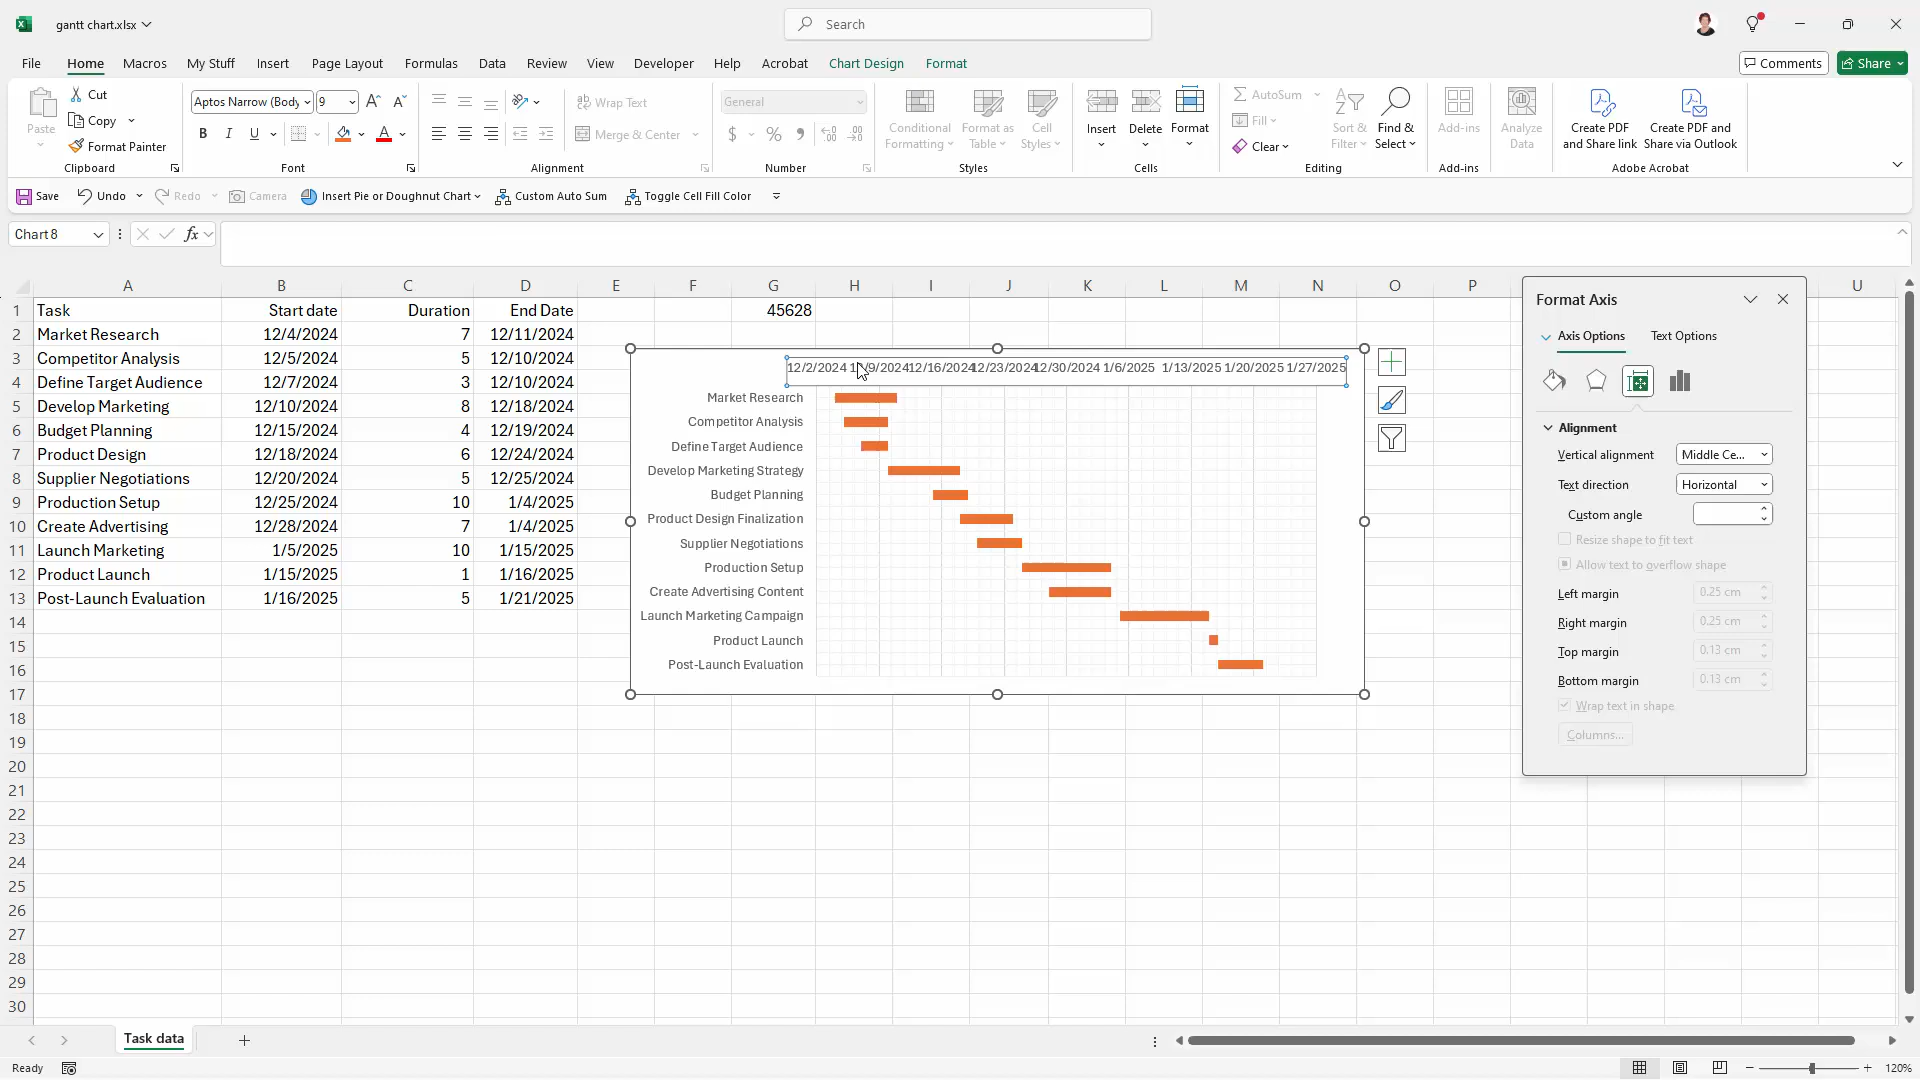 gantt chart.xlsx
Search
File Home Macros My Stuff Insert Page Layout Formulas Data Review View Developer Help Acrobat Chart Design Format Comments Share
Paste Cut
Copy
Format Painter
Clipboard
Aptos Narrow (Body 9
B I U
Font
Wrap Text
Merge & Center
Alignment
General
$ % ,
Number
Conditional Formatting
Format as Table
Cell Styles
Styles
Insert Delete Format
Cells
AutoSum
Fill
Clear
Sort & Filter
Find & Select
Editing
Add-ins
Add-ins
Analyze Data
Create PDF and Share link
Create PDF and Share via Outlook
Adobe Acrobat
Save Undo Redo Camera Insert Pie or Doughnut Chart Custom Auto Sum Toggle Cell Fill Color
Chart 8 fx
A B C D E F G H I J K L M N O P U
1 Task Start date Duration End Date 45628
2 Market Research 12/4/2024 7 12/11/2024
3 Competitor Analysis 12/5/2024 5 12/10/2024
4 Define Target Audience 12/7/2024 3 12/10/2024
5 Develop Marketing 12/10/2024 8 12/18/2024
6 Budget Planning 12/15/2024 4 12/19/2024
7 Product Design 12/18/2024 6 12/24/2024
8 Supplier Negotiations 12/20/2024 5 12/25/2024
9 Production Setup 12/25/2024 10 1/4/2025
10 Create Advertising 12/28/2024 7 1/4/2025
11 Launch Marketing 1/5/2025 10 1/15/2025
12 Product Launch 1/15/2025 1 1/16/2025
13 Post-Launch Evaluation 1/16/2025 5 1/21/2025
14
15
16
17
18
19
20
21
22
23
24
25
26
27
28
29
30
12/2/2024 12/16/2024 12/23/2024 12/30/2024 1/6/2025 1/13/2025 1/20/2025 1/27/2025
Market Research
Competitor Analysis
Define Target Audience
Develop Marketing Strategy
Budget Planning
Product Design Finalization
Supplier Negotiations
Production Setup
Create Advertising Content
Launch Marketing Campaign
Product Launch
Post-Launch Evaluation
Format Axis
Axis Options Text Options
Alignment
Vertical alignment Middle Ce...
Text direction Horizontal
Custom angle
Resize shape to fit text
Allow text to overflow shape
Left margin 0.25 cm
Right margin 0.25 cm
Top margin 0.13 cm
Bottom margin 0.13 cm
Wrap text in shape
Columns...
Task data
Ready
120%